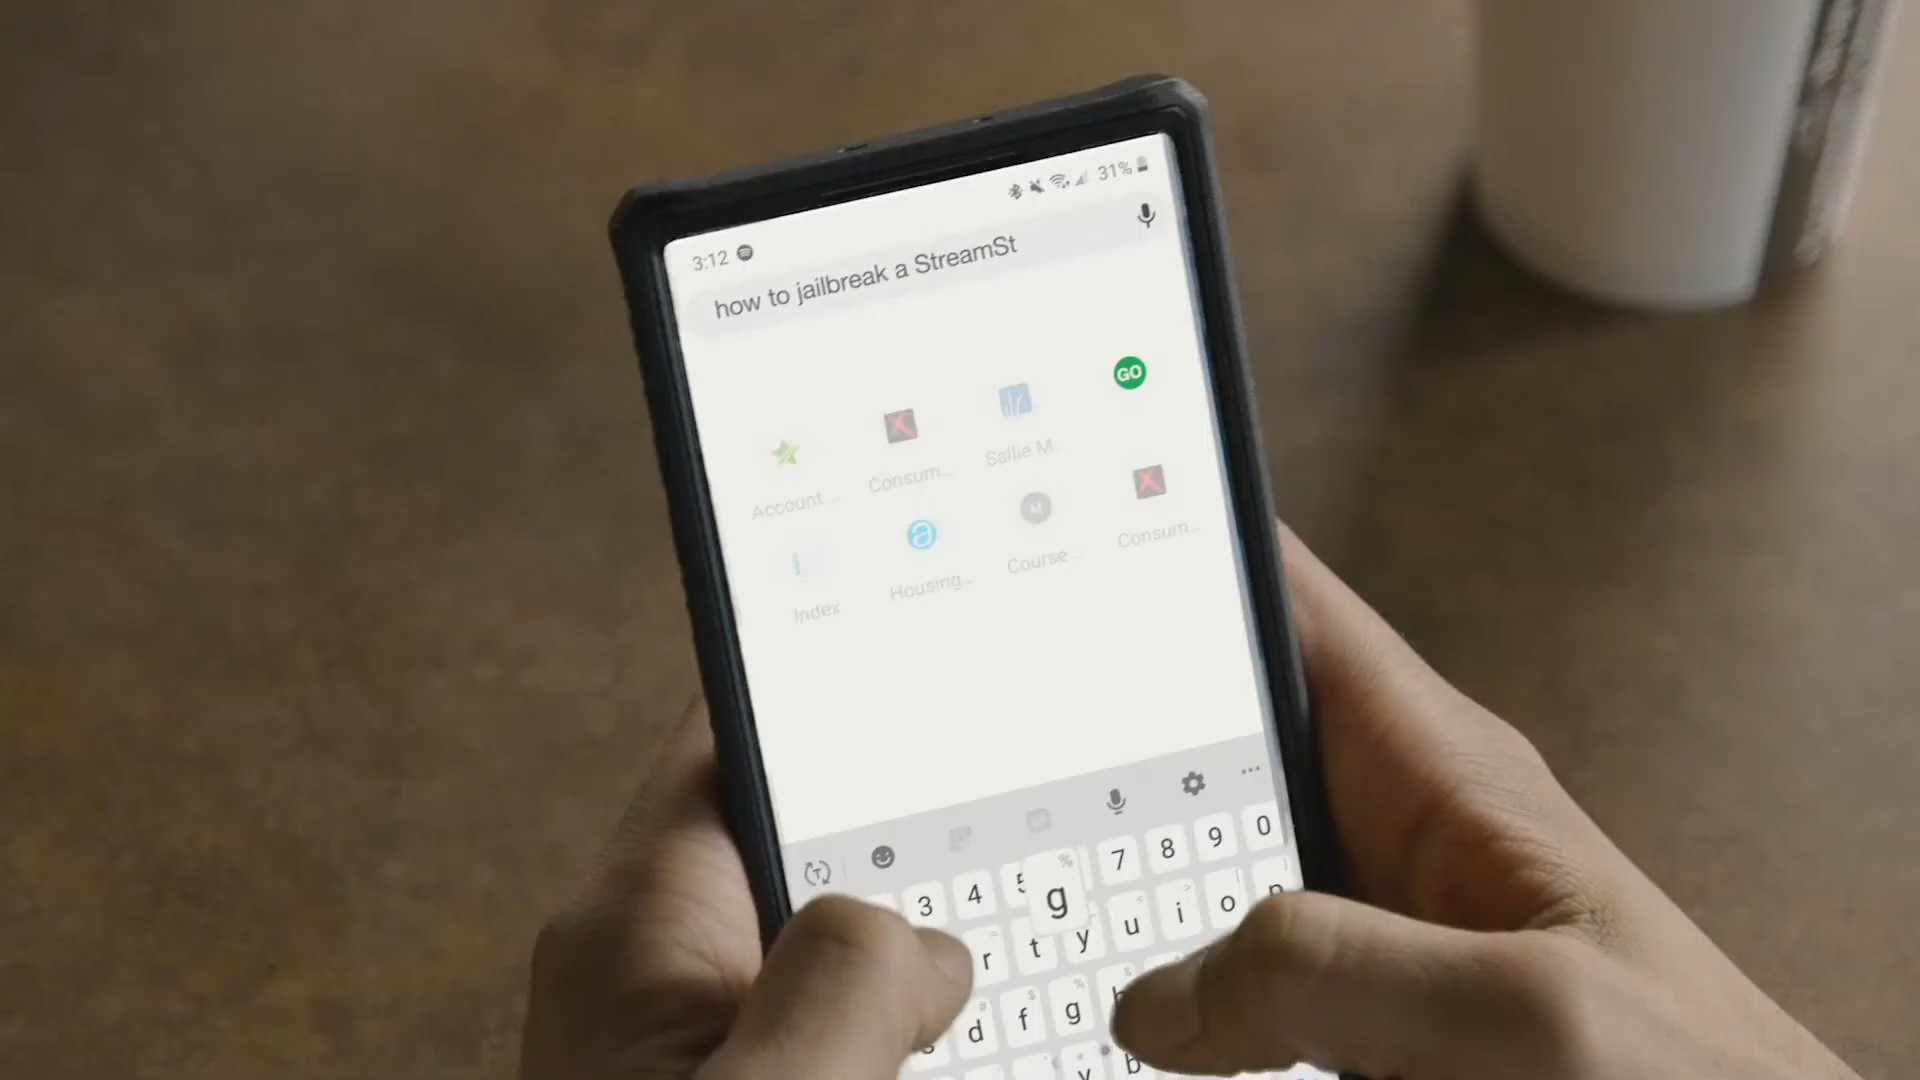 3:12
31%
how to jailbreak a StreamSt
GO
Account ...
Consum...
Sallie M...
Index
a
Housing...
M
Course ...
Consum...
T
3 4 5 7 8 9 0
%
g
r t y u i o p
d f g h
v b